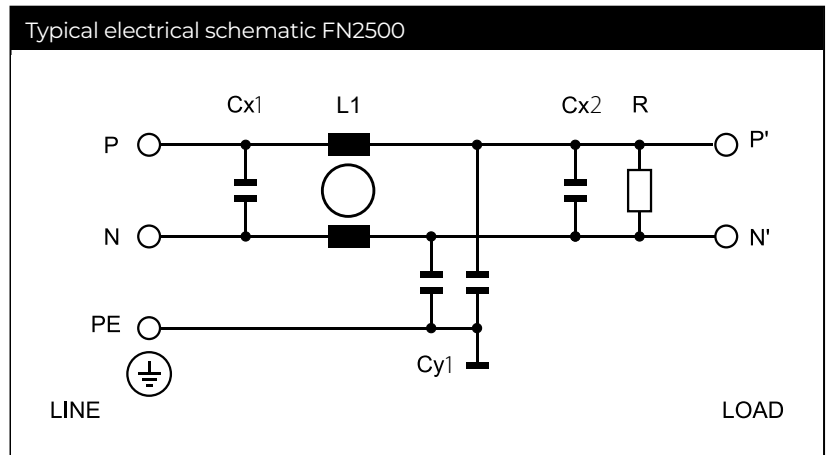 Typical electrical schematic FN2500
Cx1 L1 Cx2 R
P P'
N N'
PE
Cy1
LINE LOAD